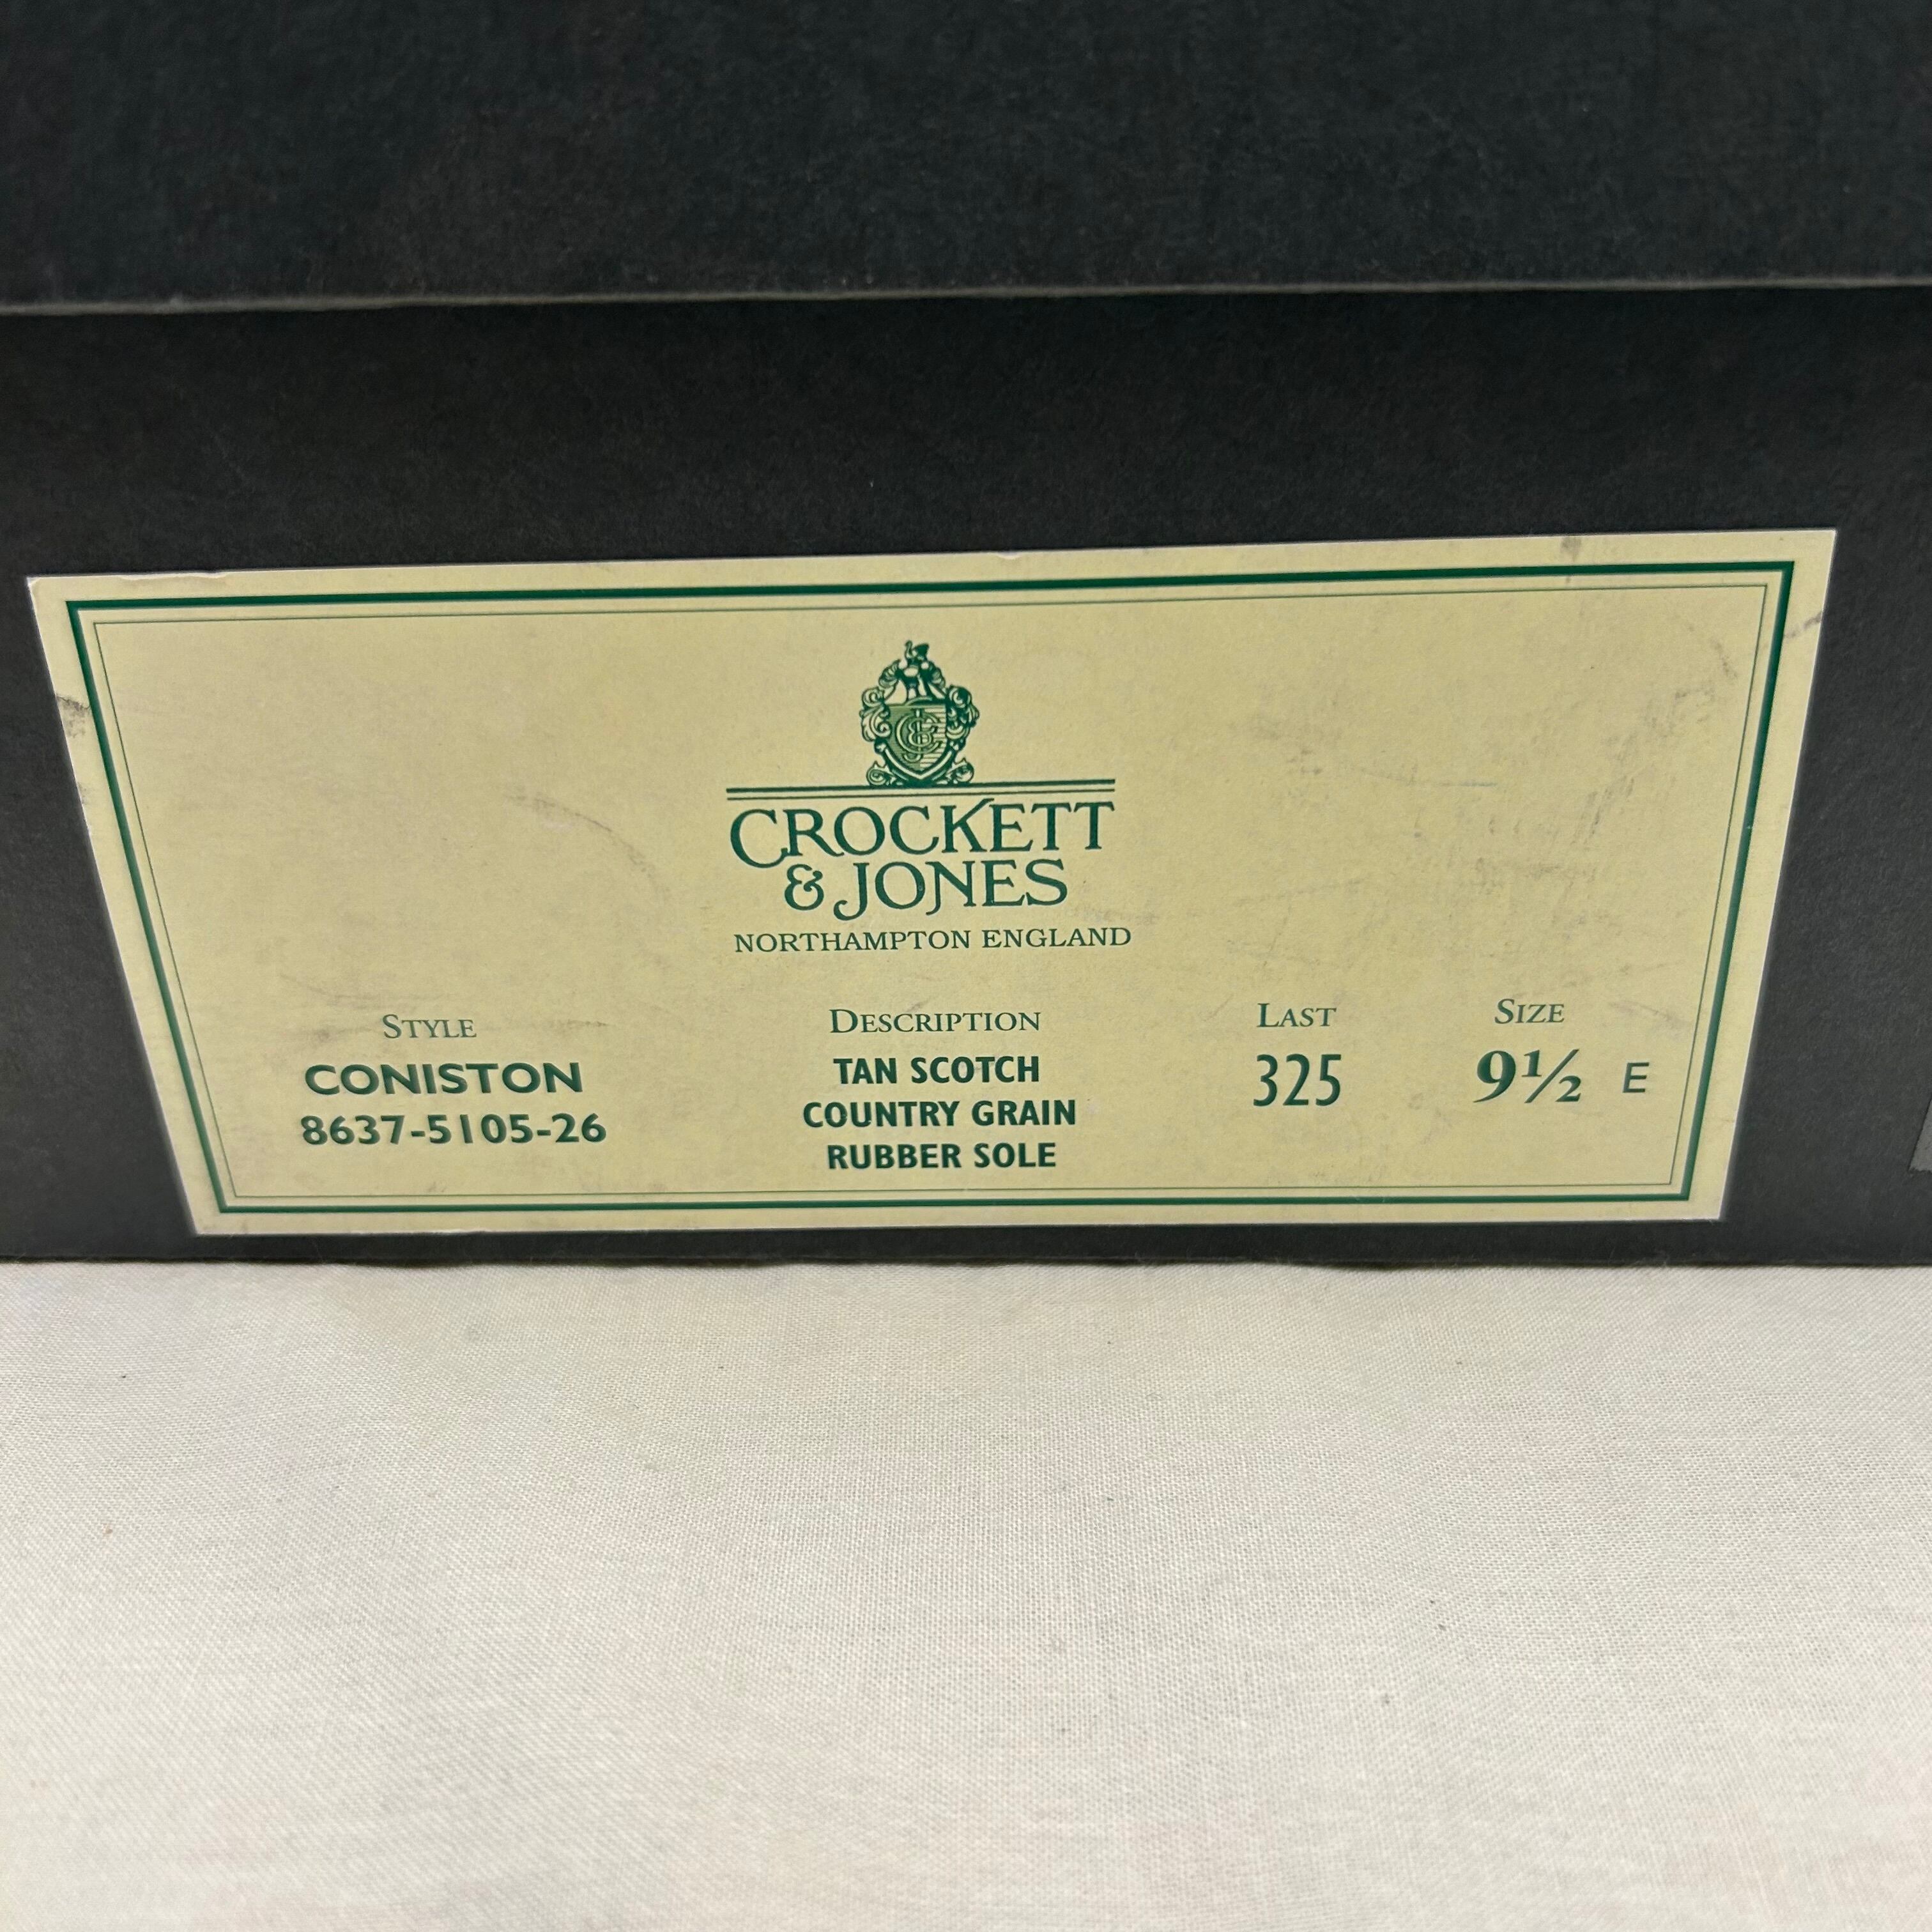 CROCKETT
& JONES
NORTHAMPTON ENGLAND
STYLE
CONISTON
8637-5105-26
DESCRIPTION
TAN SCOTCH
COUNTRY GRAIN
RUBBER SOLE
LAST
325
SIZE
9½ E